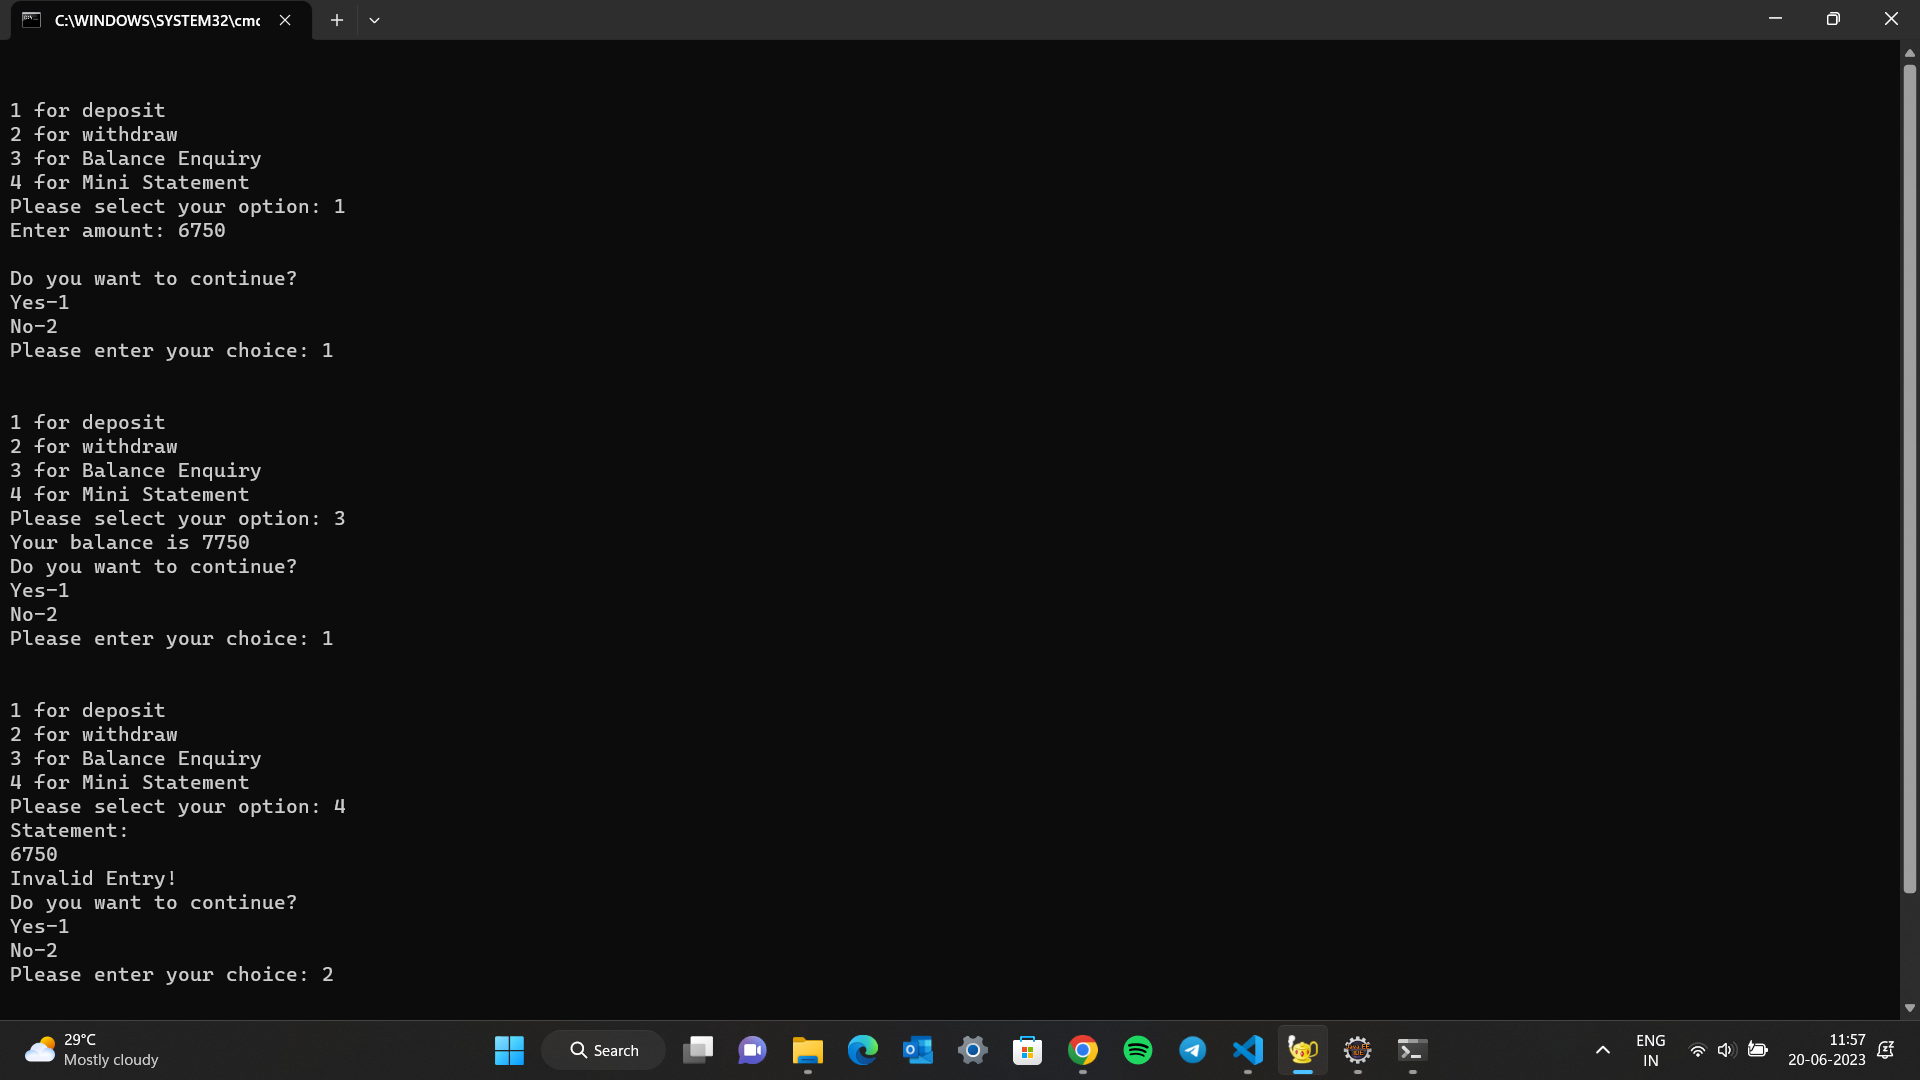 C:\WINDOWS\SYSTEM32\cmc
1 for deposit
2 for withdraw
3 for Balance Enquiry
4 for Mini Statement
Please select your option: 1
Enter amount: 6750
Do you want to continue?
Yes-1
No-2
Please enter your choice: 1
1 for deposit
2 for withdraw
3 for Balance Enquiry
4 for Mini Statement
Please select your option: 3
Your balance is 7750
Do you want to continue?
Yes-1
No-2
Please enter your choice: 1
1 for deposit
2 for withdraw
3 for Balance Enquiry
4 for Mini Statement
Please select your option: 4
Statement:
6750
Invalid Entry!
Do you want to continue?
Yes-1
No-2
Please enter your choice: 2
29°C
Mostly cloudy
Search
ENG
IN
11:57
20-06-2023